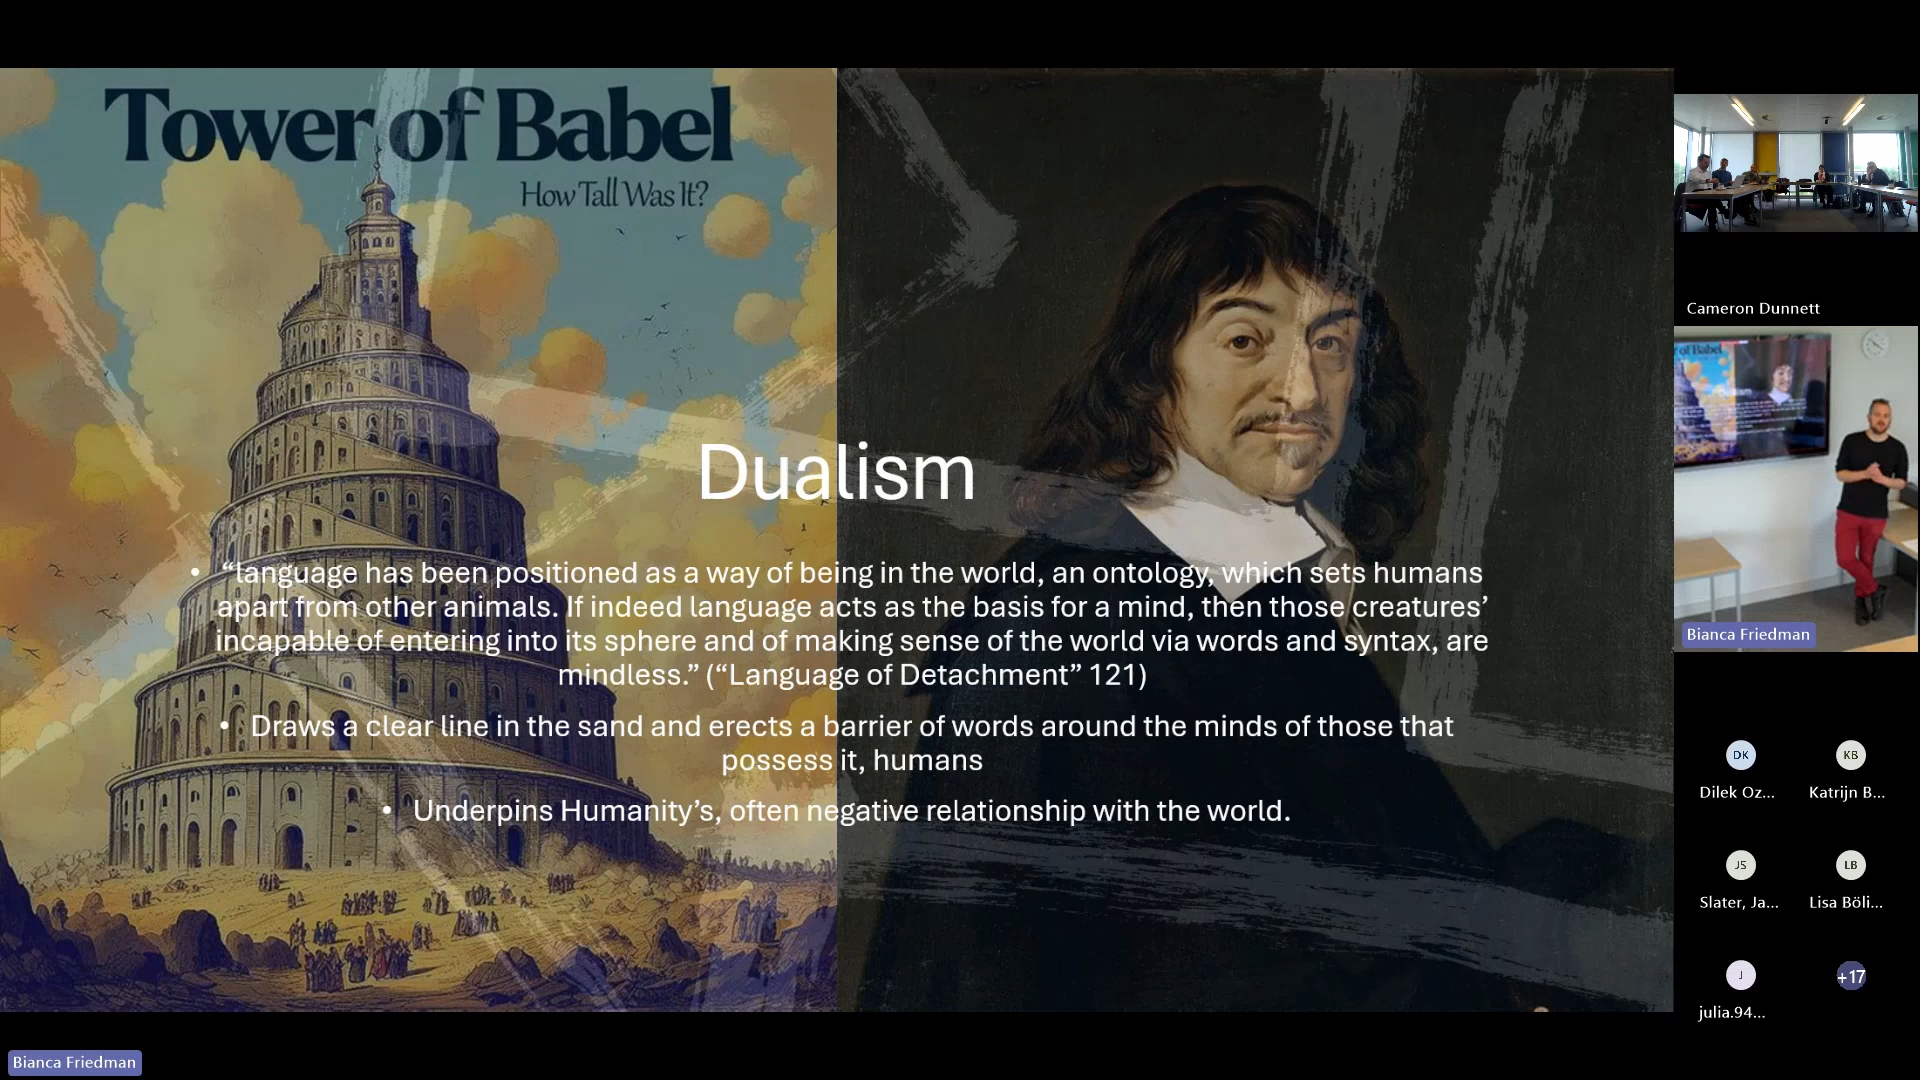 Tower of Babel
How Tall Was It?
Dualism
• “language has been positioned as a way of being in the world, an ontology, which sets humans
apart from other animals. If indeed language acts as the basis for a mind, then those creatures’
incapable of entering into its sphere and of making sense of the world via words and syntax, are
mindless.” (“Language of Detachment” 121)
• Draws a clear line in the sand and erects a barrier of words around the minds of those that
possess it, humans
• Underpins Humanity’s, often negative relationship with the world.
Cameron Dunnett
of Babel
Bianca Friedman
DK
KB
Dilek Oz...
Katrijn B...
JS
LB
Slater, Ja...
Lisa Böli...
J
+17
julia.94...
Bianca Friedman